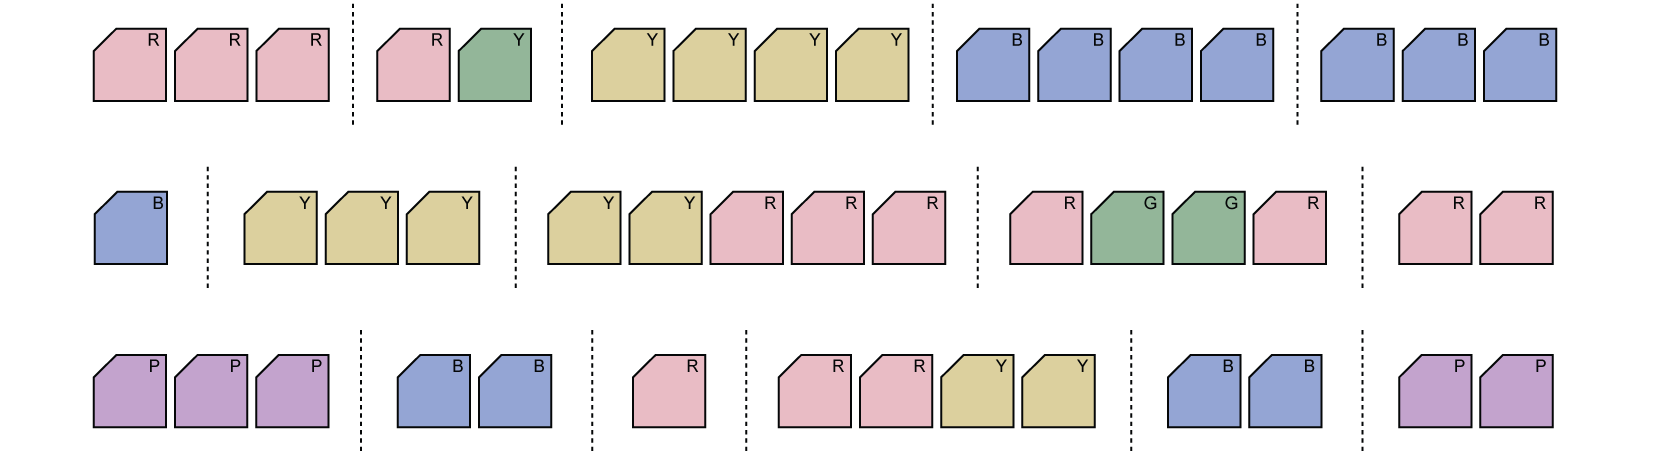 R R R R Y Y Y Y Y B B B B B B B
B Y Y Y Y Y R R R R G G R R R
P P P B B R R R Y Y B B P P